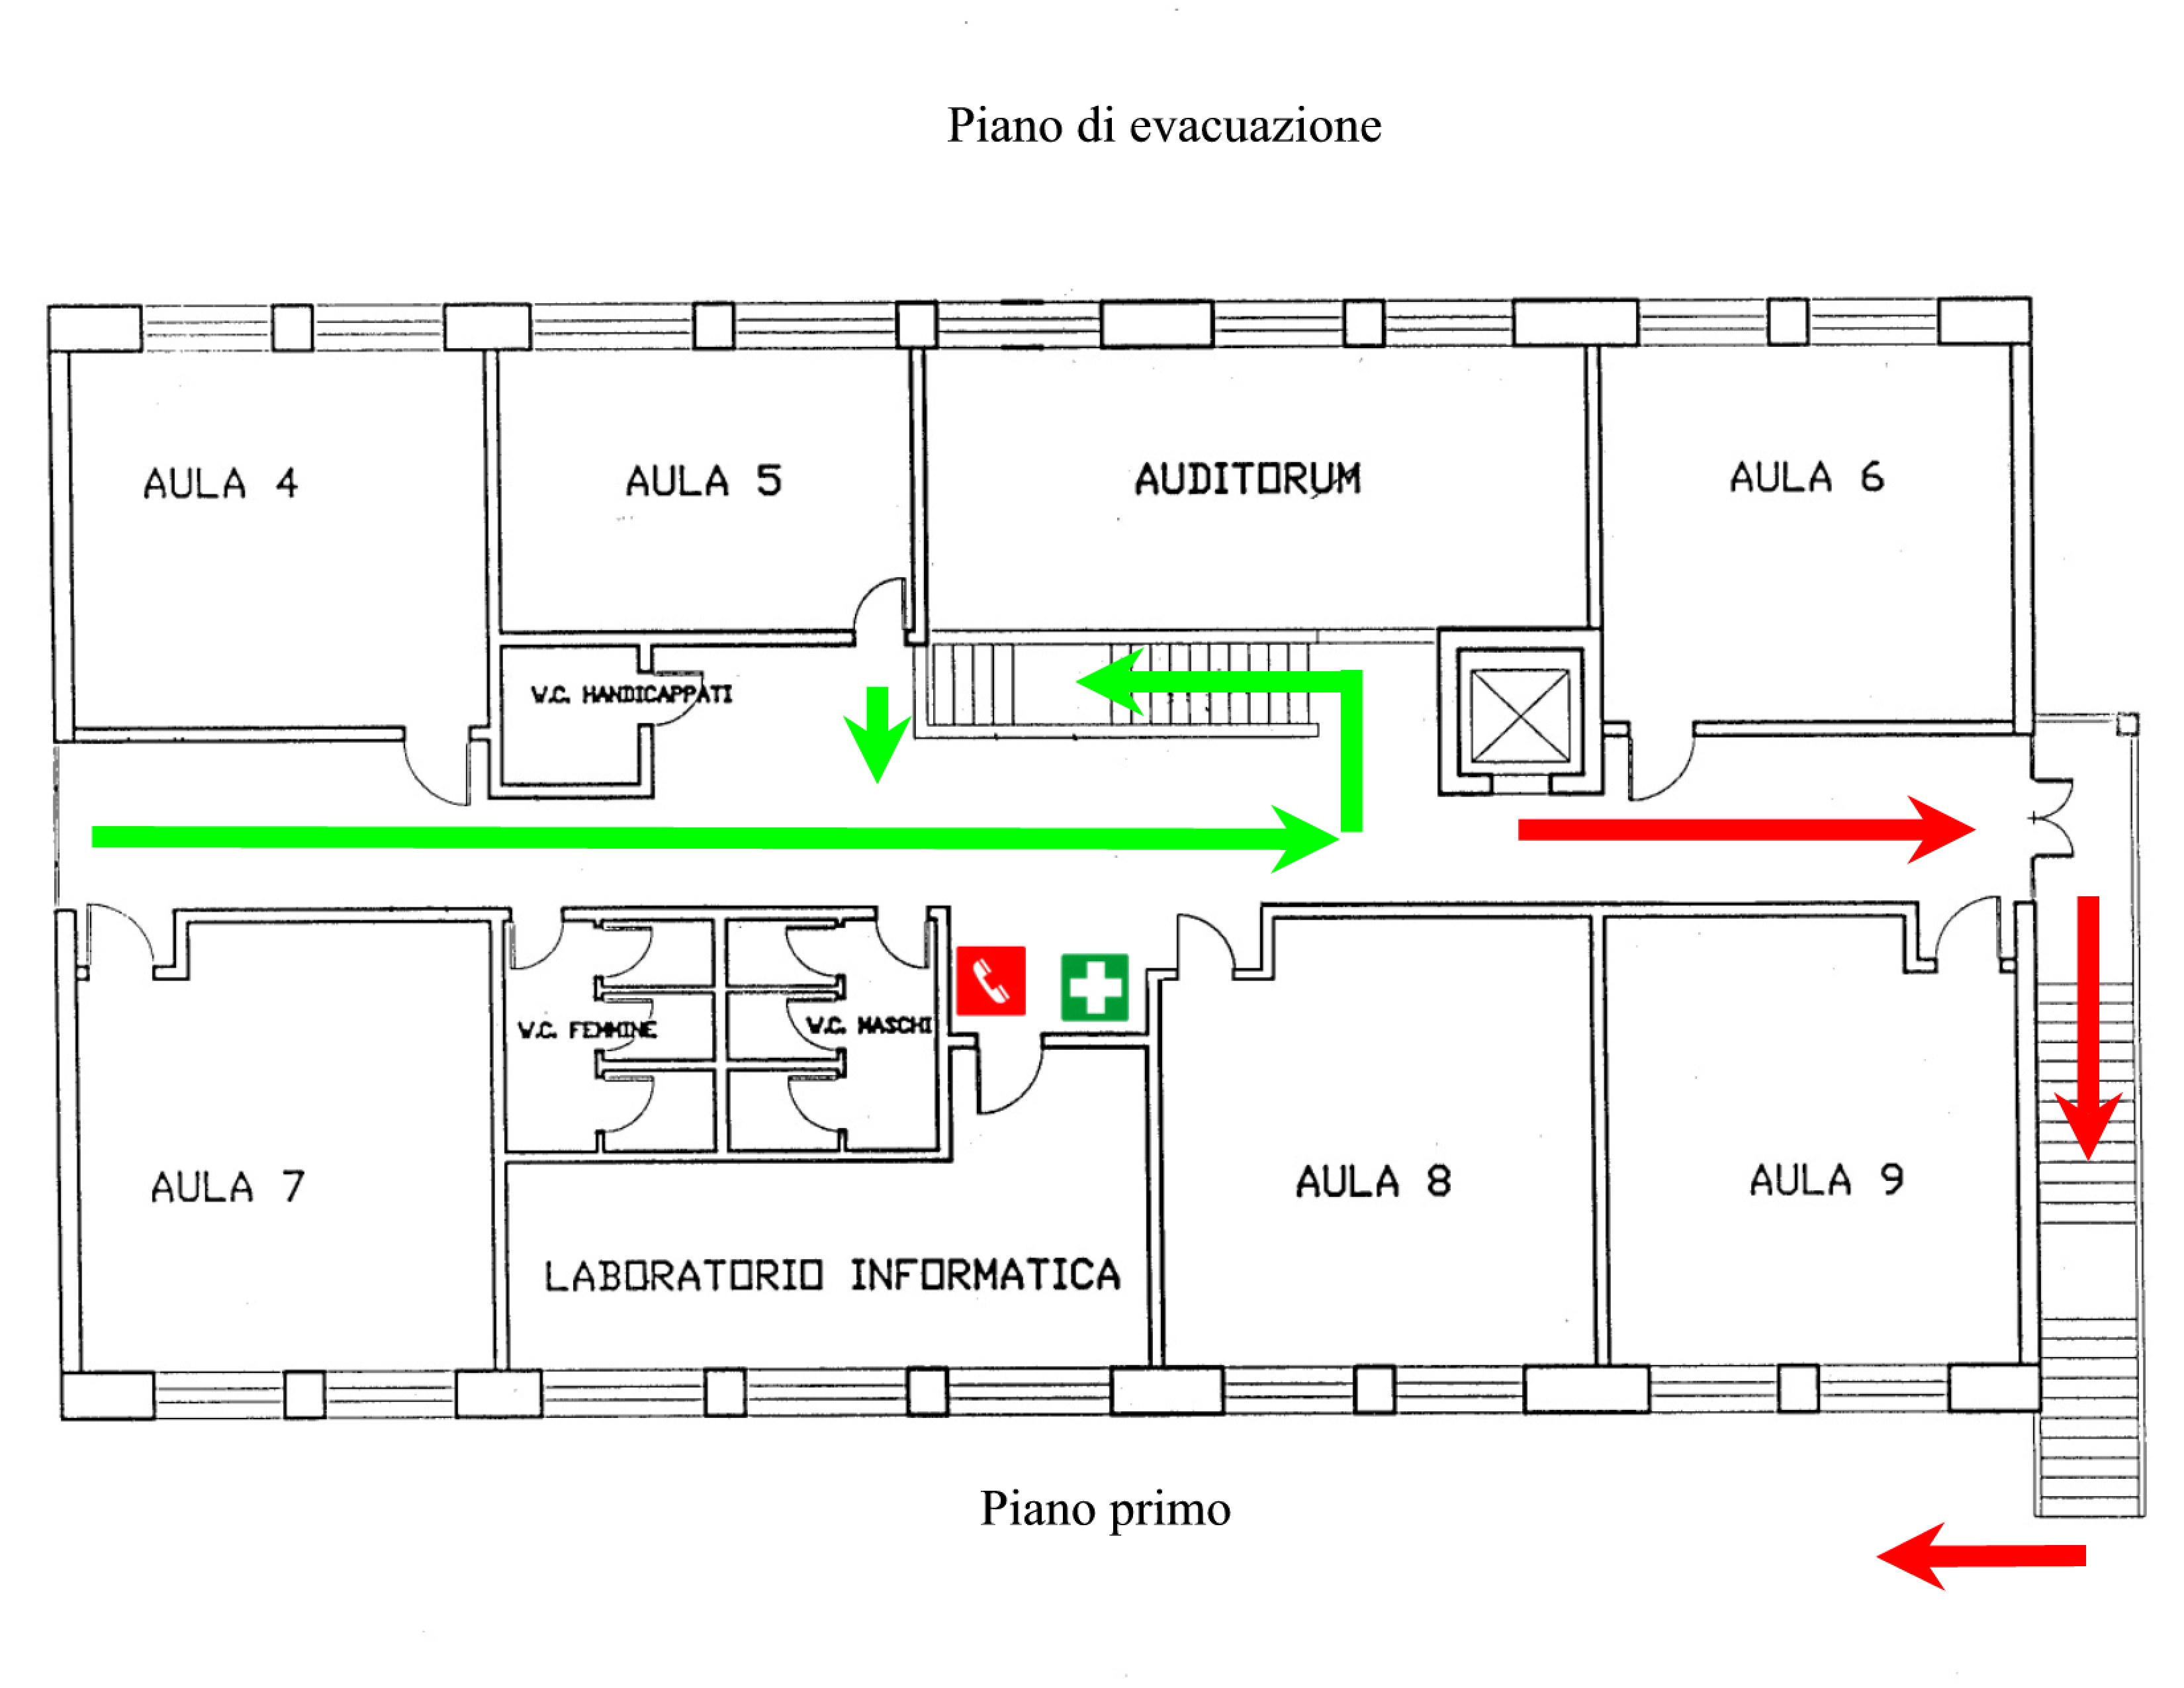 Piano di evacuazione
AULA 4
AULA 5
AUDITORUM
AULA 6
W.C. HANDICAPPATI
W.C. FEMMINE
W.C. MASCHI
AULA 7
AULA 8
AULA 9
LABORATORIO INFORMATICA
Piano primo